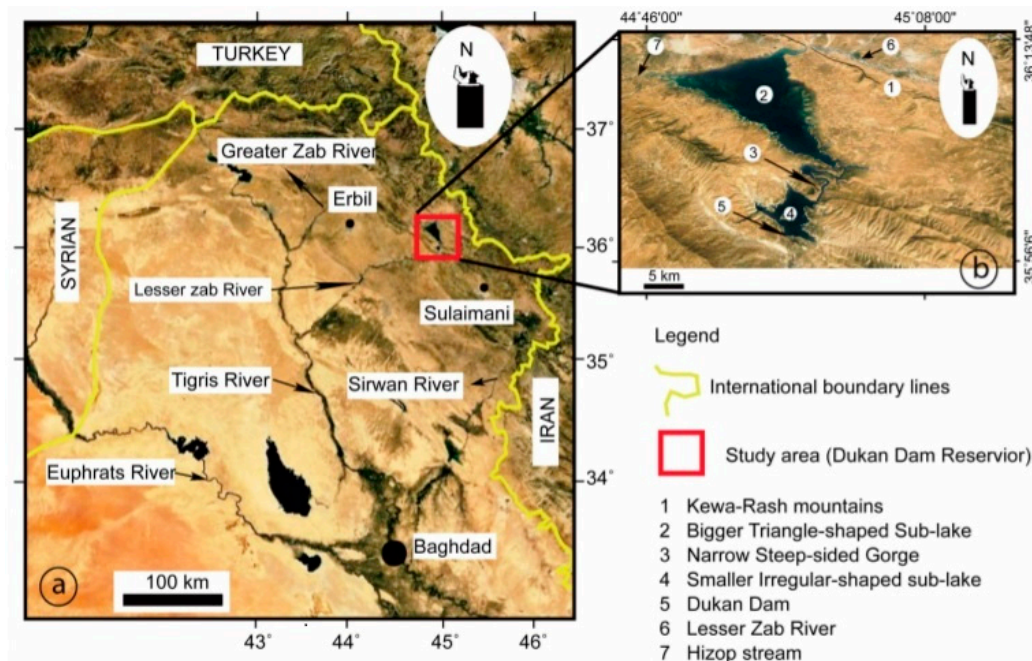 TURKEY
N
Greater Zab River
Erbil
SYRIAN
Lesser zab River
Sulaimani
Tigris River
Sirwan River
IRAN
Euphrats River
Baghdad
a
100 km
37°
36°
35°
34°
43°
44°
45°
46°
44°46'00"
45°08'00"
7
6
N
36°13'48"
2
1
3
5
4
5 km
b
35°56'6"
Legend
International boundary lines
Study area (Dukan Dam Reservior)
1 Kewa-Rash mountains
2 Bigger Triangle-shaped Sub-lake
3 Narrow Steep-sided Gorge
4 Smaller Irregular-shaped sub-lake
5 Dukan Dam
6 Lesser Zab River
7 Hizop stream